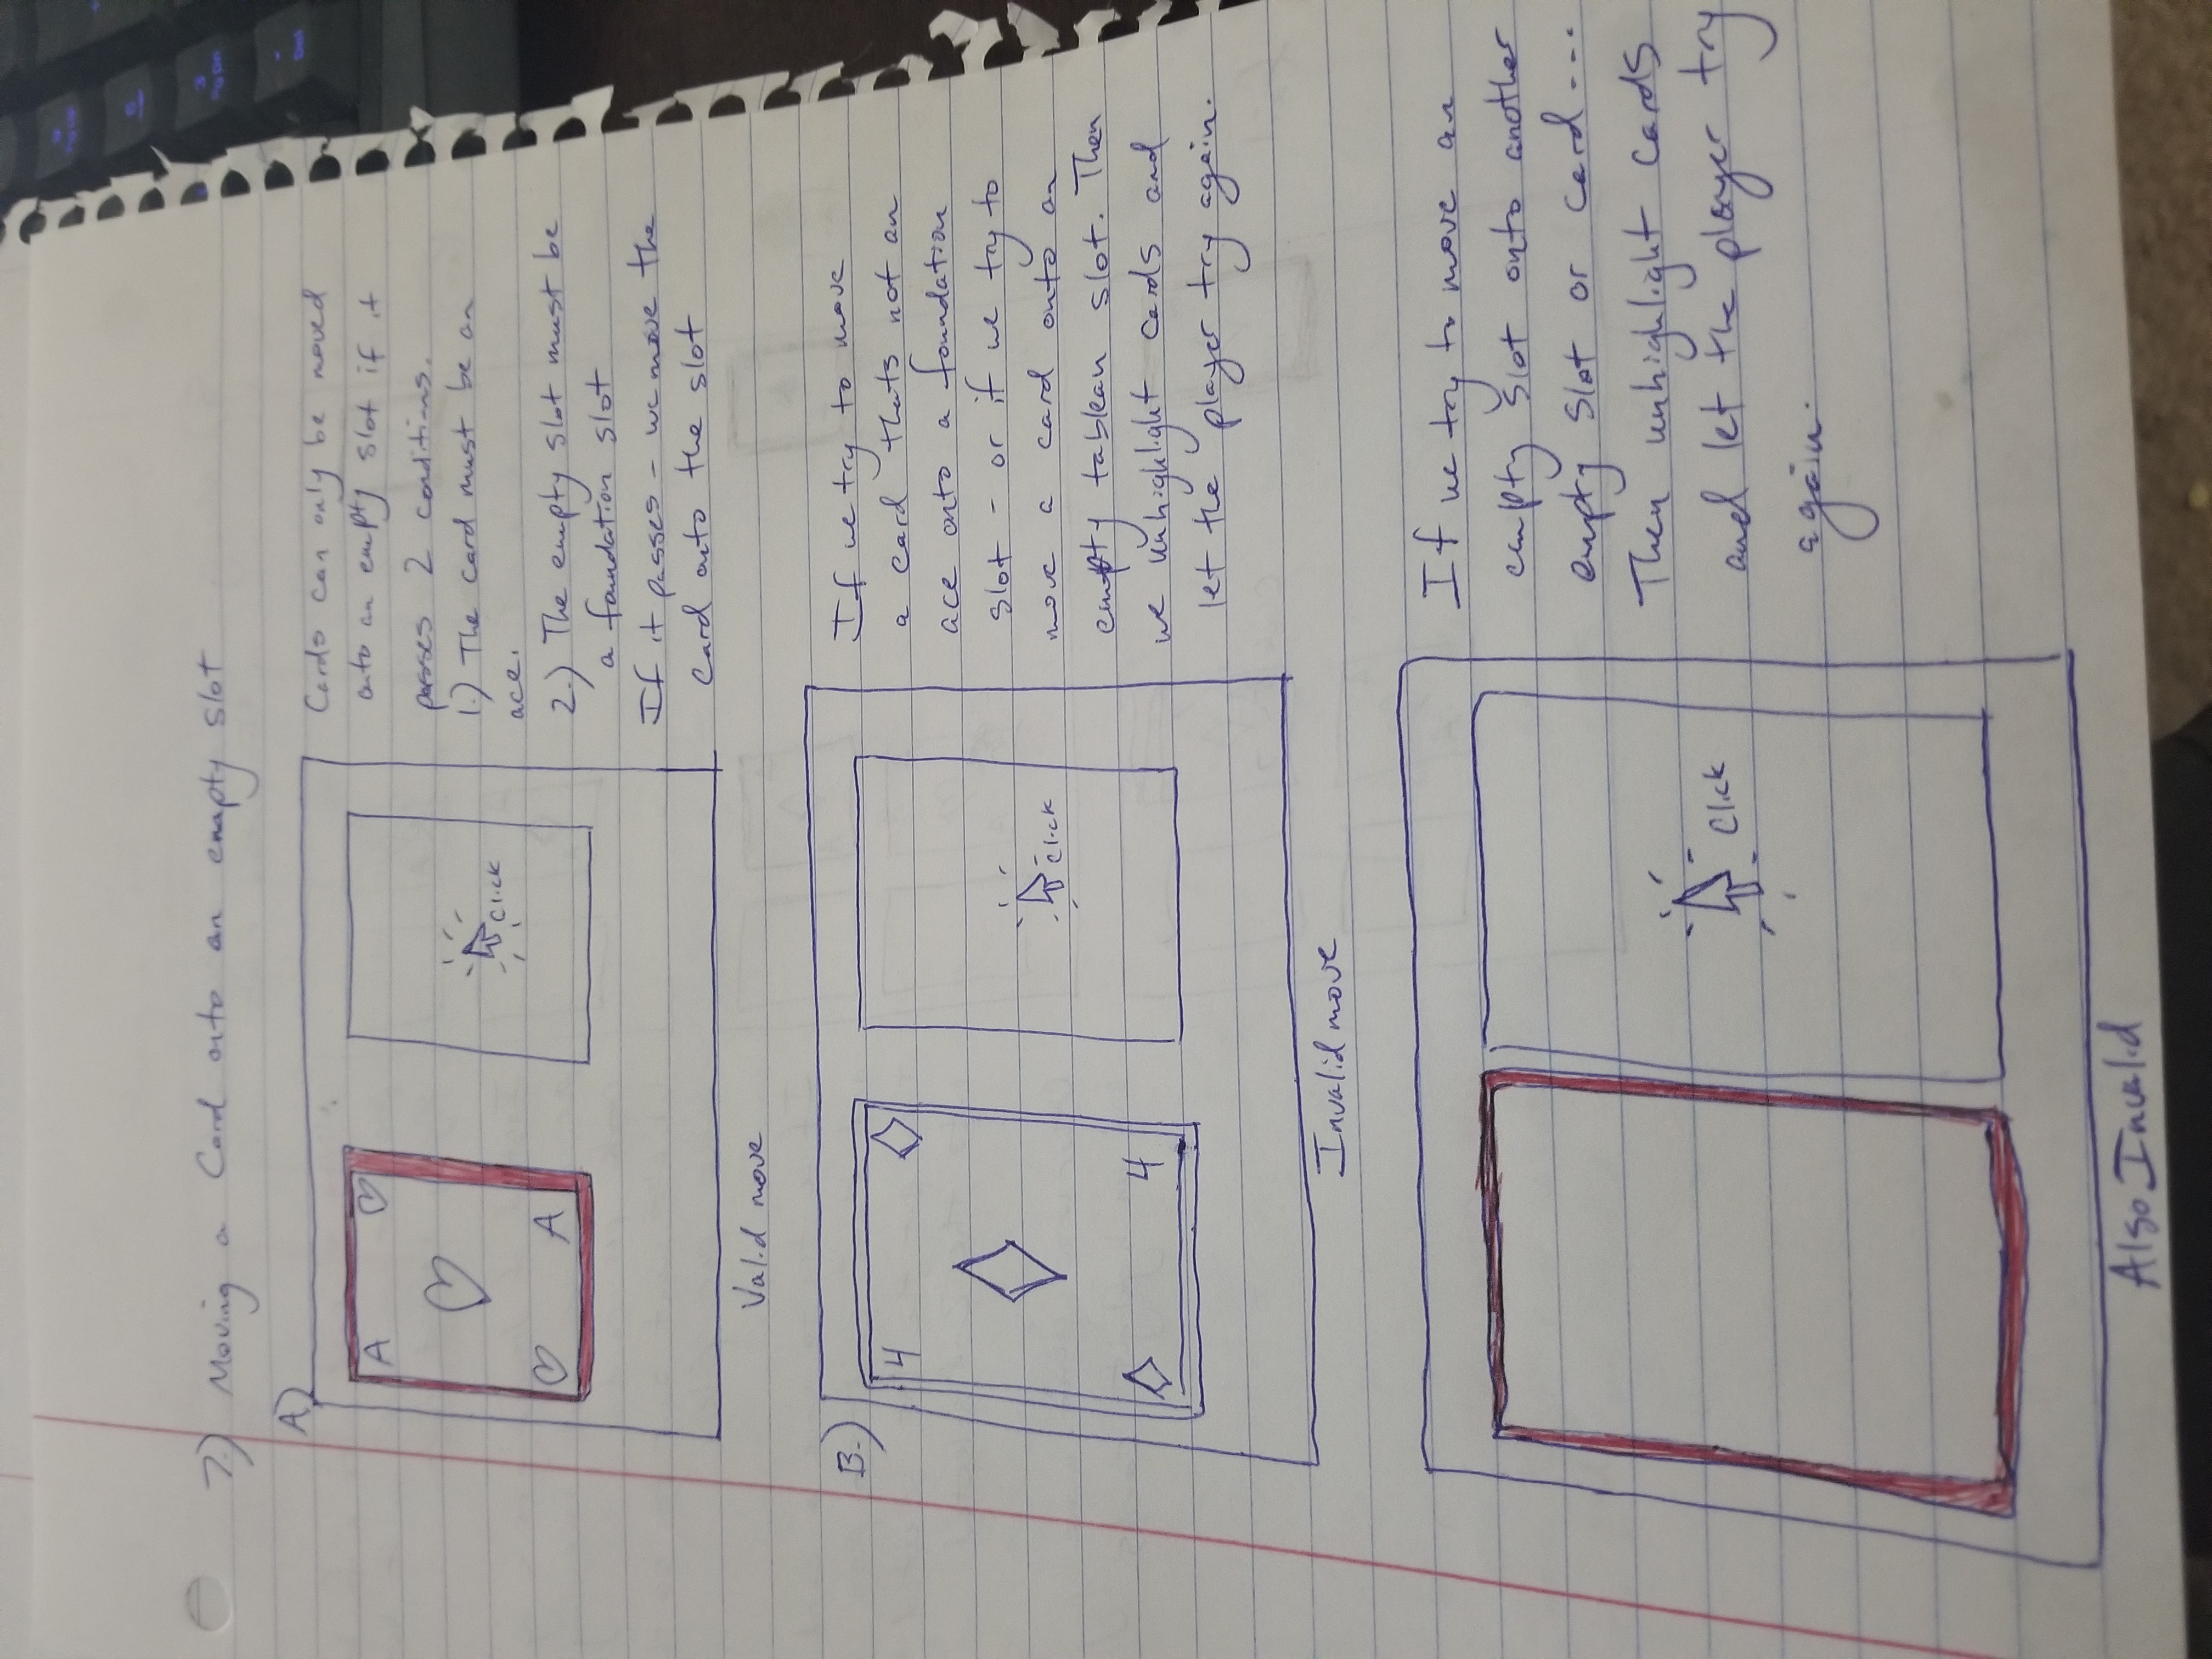 7.) Moving a Card onto an empty slot
A.)
A
A
Click
Cards can only be moved
onto an empty slot if it
passes 2 conditions.
1.) The card must be an
ace.
2.) The empty slot must be
a foundation slot
If it passes - we move the
card onto the slot
Valid move
B.)
4
4
Click
If we try to move
a card thats not an
ace onto a foundation
slot - or if we try to
move a card onto an
empty tableau slot. Then
we unhighlight cards and
let the player try again.
Invalid move
Click
If we try to move an
empty slot onto another
empty slot or card...
Then unhighlight cards
and let the player try
again.
Also Invalid